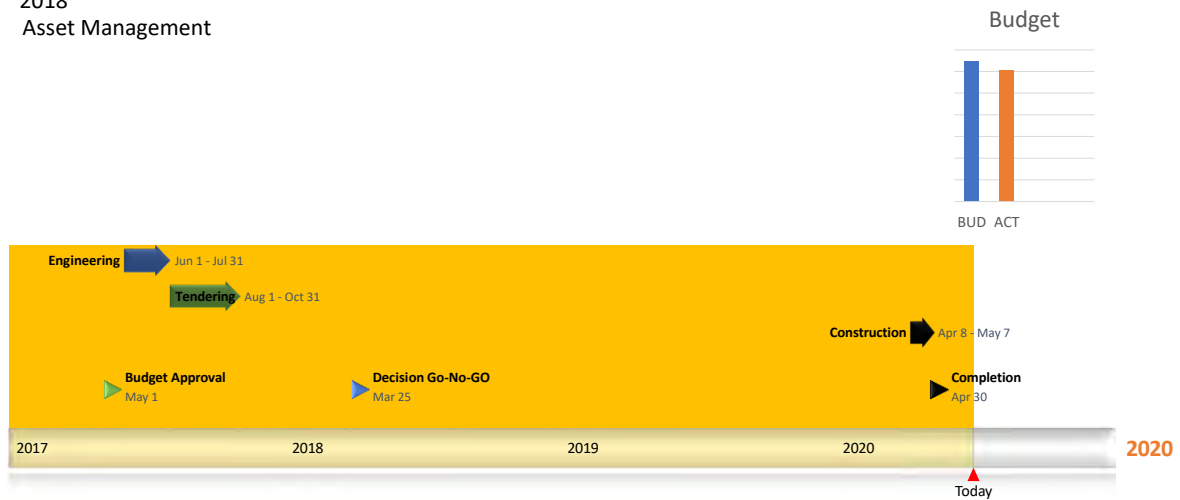 2018
Asset Management
Budget
BUD ACT
Engineering Jun 1 - Jul 31
Tendering Aug 1 - Oct 31
Construction Apr 8 - May 7
Budget Approval
May 1
Decision Go-No-GO
Mar 25
Completion
Apr 30
2017 2018 2019 2020 2020
Today